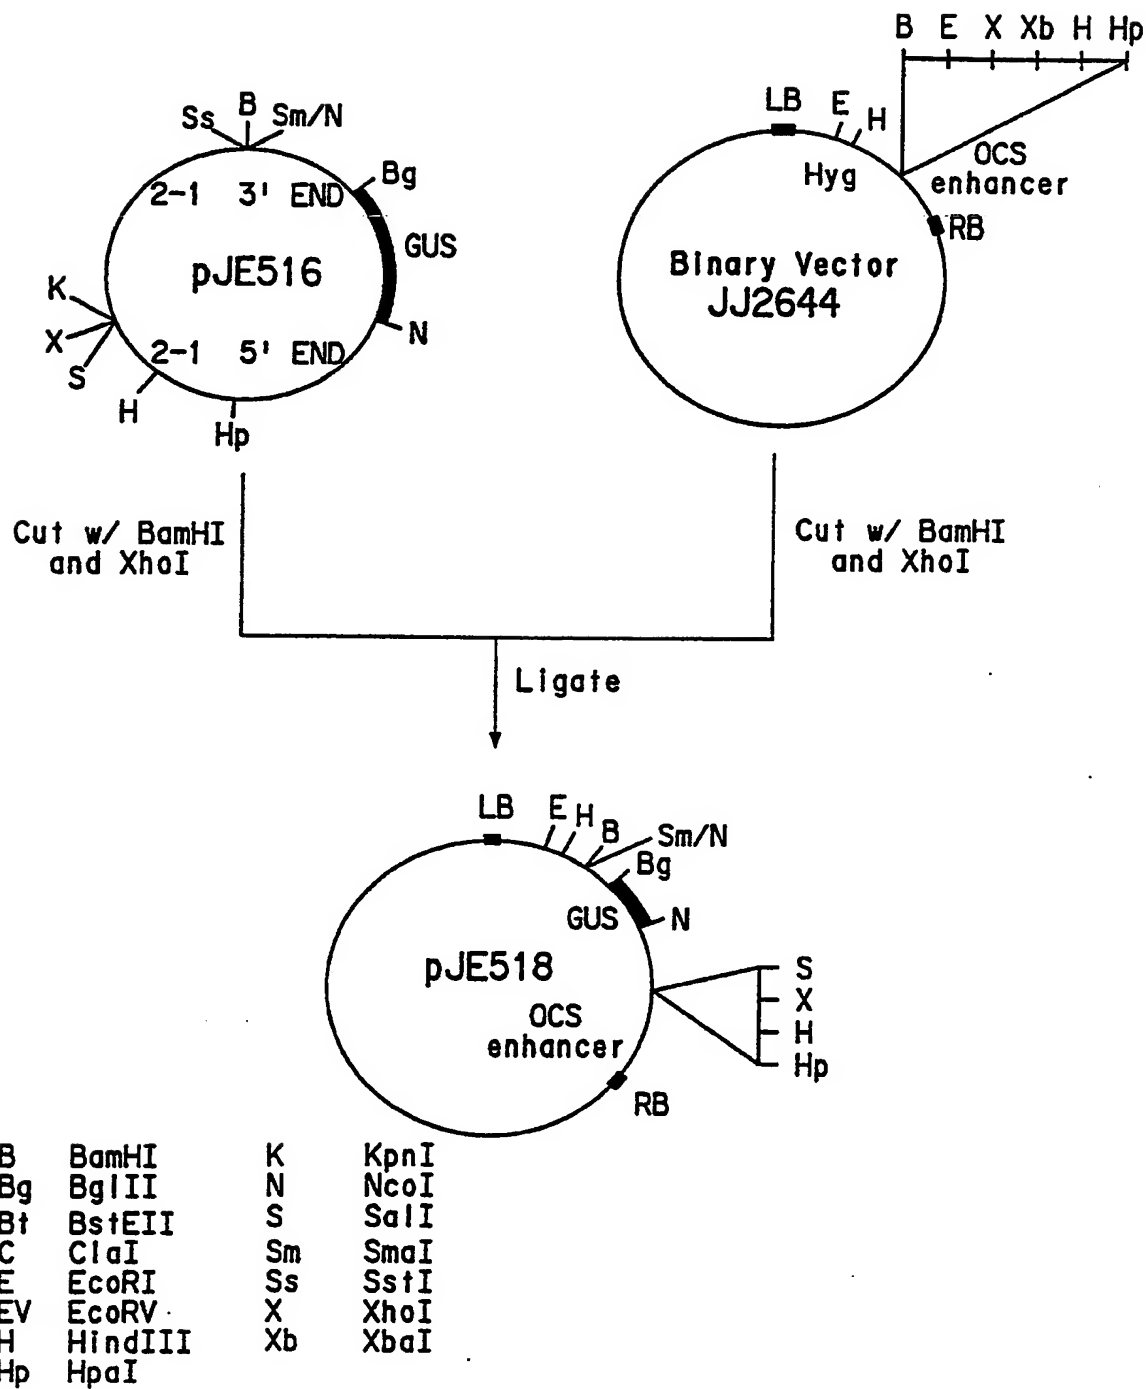 B E X Xb H Hp
Ss B Sm/N
LB E H
Hyg
OCS
enhancer
RB
2-1 3' END
Bg
GUS
pJE516
Binary Vector
JJ2644
K
X
S
N
2-1 5' END
H
Hp
Cut w/ BamHI
and XhoI
Cut w/ BamHI
and XhoI
Ligate
LB E H B Sm/N
Bg
GUS N
pJE518
OCS
enhancer
S
X
H
Hp
RB
B BamHI K KpnI
Bg BglII N NcoI
Bt BstEII S SalI
C ClaI Sm SmaI
E EcoRI Ss SstI
EV EcoRV X XhoI
H HindIII Xb XbaI
Hp HpaI